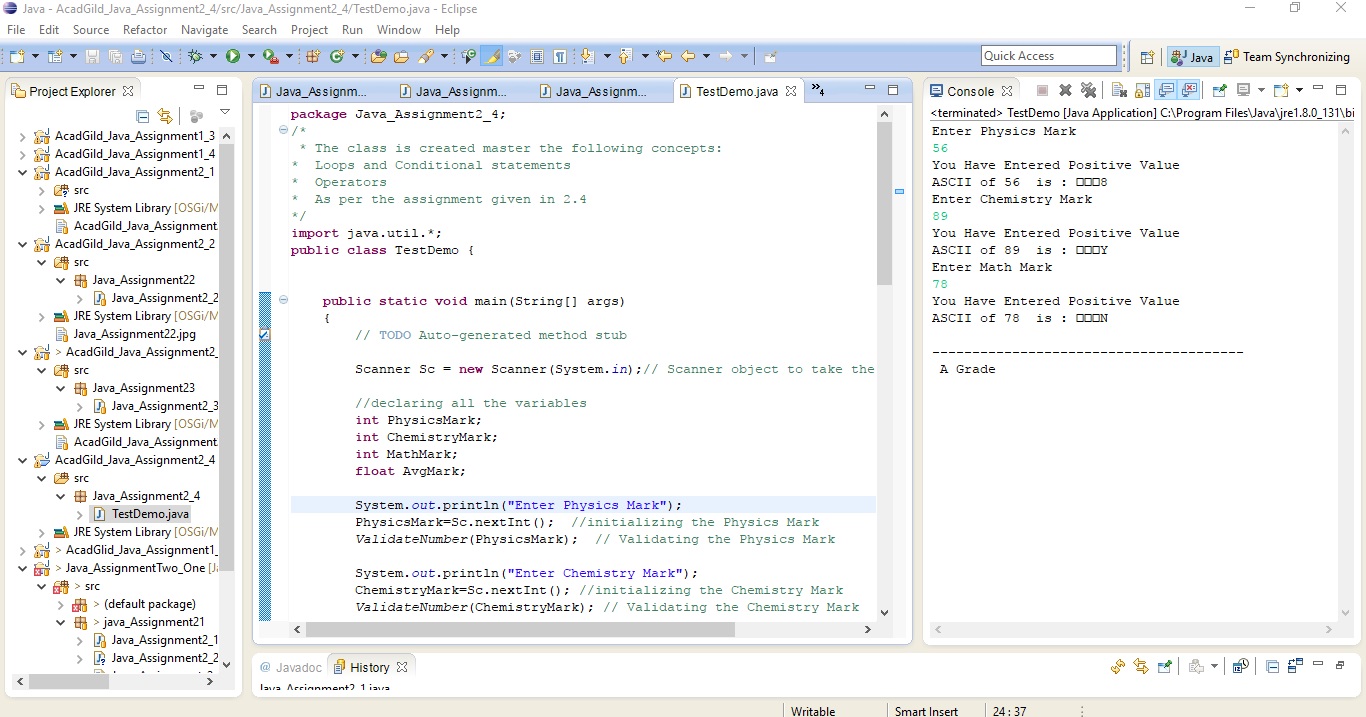 Java - AcadGild_Java_Assignment2_4/src/Java_Assignment2_4/TestDemo.java - Eclipse
File Edit Source Refactor Navigate Search Project Run Window Help
Quick Access
Java
Team Synchronizing
Project Explorer
AcadGild_Java_Assignment1_3
AcadGild_Java_Assignment1_4
AcadGild_Java_Assignment2_1
src
JRE System Library [OSGi/M
AcadGild_Java_Assignment
AcadGild_Java_Assignment2_2
src
Java_Assignment22
Java_Assignment2_2
JRE System Library [OSGi/M
Java_Assignment22.jpg
> AcadGild_Java_Assignment2_
src
Java_Assignment23
Java_Assignment2_3
JRE System Library [OSGi/M
AcadGild_Java_Assignment
AcadGild_Java_Assignment2_4
src
Java_Assignment2_4
TestDemo.java
JRE System Library [OSGi/M
> AcadGild_Java_Assignment1_
> Java_AssignmentTwo_One [Ja
> src
> (default package)
> java_Assignment21
Java_Assignment2_1
Java_Assignment2_2
Java_Assignm... Java_Assignm... Java_Assignm... TestDemo.java »4
package Java_Assignment2_4;
/*
* The class is created master the following concepts:
* Loops and Conditional statements
* Operators
* As per the assignment given in 2.4
*/
import java.util.*;
public class TestDemo {
public static void main(String[] args)
{
// TODO Auto-generated method stub
Scanner Sc = new Scanner(System.in);// Scanner object to take the
//declaring all the variables
int PhysicsMark;
int ChemistryMark;
int MathMark;
float AvgMark;
System.out.println("Enter Physics Mark");
PhysicsMark=Sc.nextInt(); //initializing the Physics Mark
ValidateNumber(PhysicsMark); // Validating the Physics Mark
System.out.println("Enter Chemistry Mark");
ChemistryMark=Sc.nextInt(); //initializing the Chemistry Mark
ValidateNumber(ChemistryMark); // Validating the Chemistry Mark
Console
<terminated> TestDemo [Java Application] C:\Program Files\Java\jre1.8.0_131\bi
Enter Physics Mark
56
You Have Entered Positive Value
ASCII of 56 is : □□□8
Enter Chemistry Mark
89
You Have Entered Positive Value
ASCII of 89 is : □□□Y
Enter Math Mark
78
You Have Entered Positive Value
ASCII of 78 is : □□□N
---------------------------------------
A Grade
@ Javadoc History
Java_Assignment2_1.java
Writable Smart Insert 24 : 37